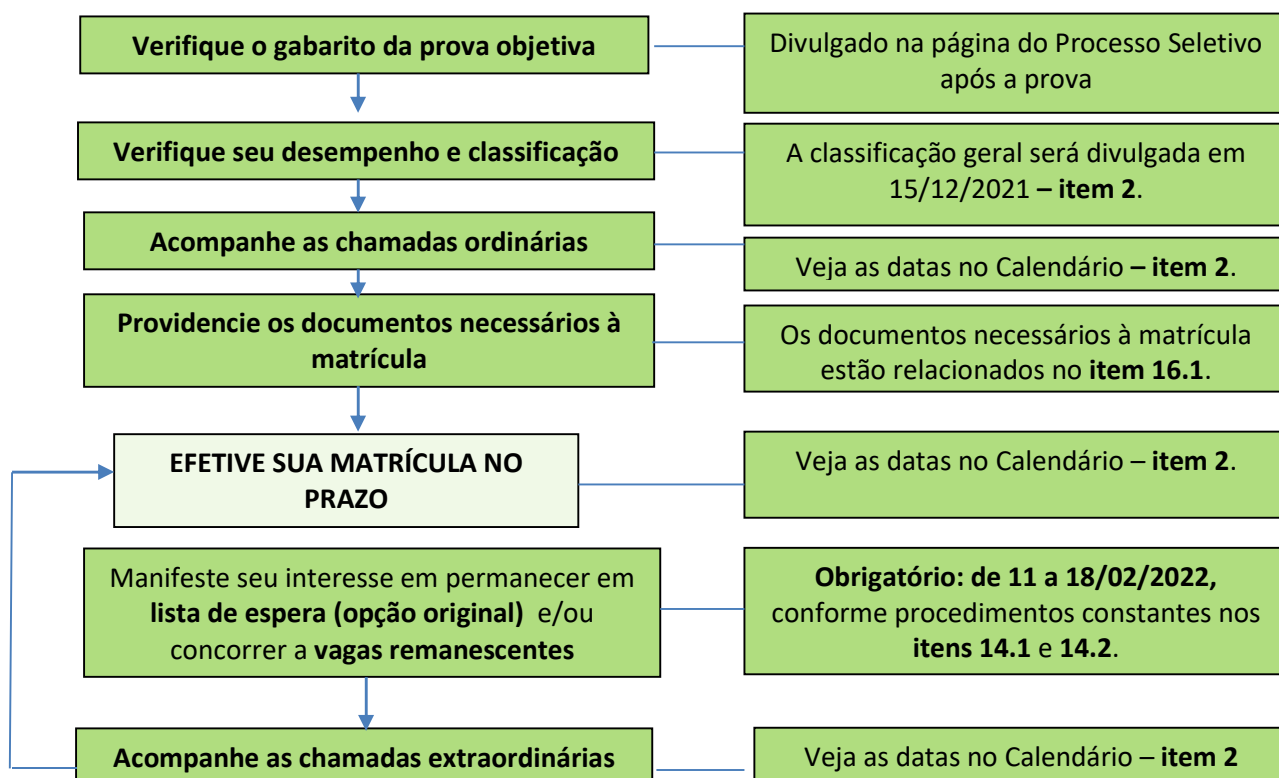 Verifique o gabarito da prova objetiva
Divulgado na página do Processo Seletivo
após a prova
Verifique seu desempenho e classificação
A classificação geral será divulgada em
15/12/2021 – item 2.
Acompanhe as chamadas ordinárias
Veja as datas no Calendário – item 2.
Providencie os documentos necessários à
matrícula
Os documentos necessários à matrícula
estão relacionados no item 16.1.
EFETIVE SUA MATRÍCULA NO
PRAZO
Veja as datas no Calendário – item 2.
Manifeste seu interesse em permanecer em
lista de espera (opção original) e/ou
concorrer a vagas remanescentes
Obrigatório: de 11 a 18/02/2022,
conforme procedimentos constantes nos
itens 14.1 e 14.2.
Acompanhe as chamadas extraordinárias
Veja as datas no Calendário – item 2